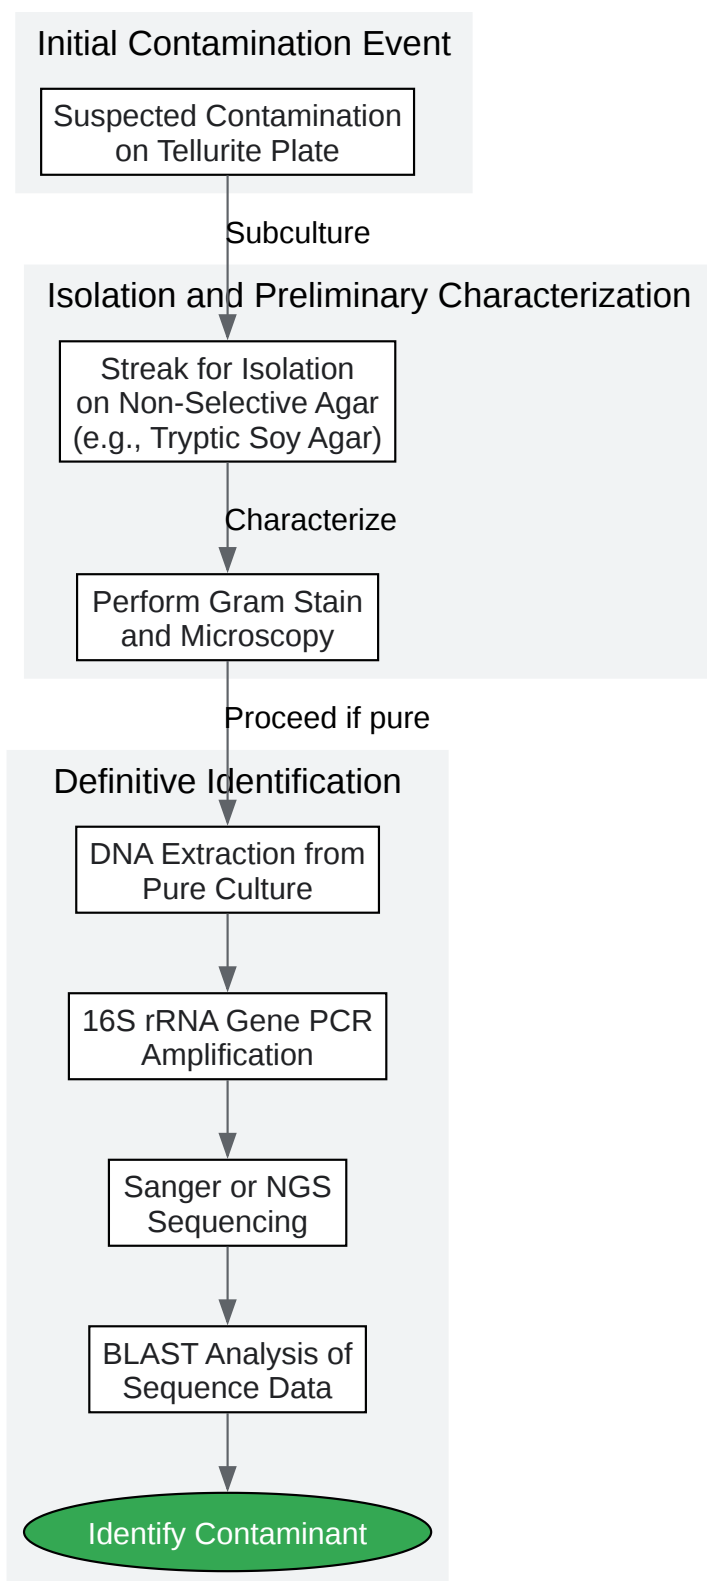 Initial Contamination Event
Suspected Contamination
on Tellurite Plate
Subculture
Isolation and Preliminary Characterization
Streak for Isolation
on Non-Selective Agar
(e.g., Tryptic Soy Agar)
Characterize
Perform Gram Stain
and Microscopy
Proceed if pure
Definitive Identification
DNA Extraction from
Pure Culture
16S rRNA Gene PCR
Amplification
Sanger or NGS
Sequencing
BLAST Analysis of
Sequence Data
Identify Contaminant